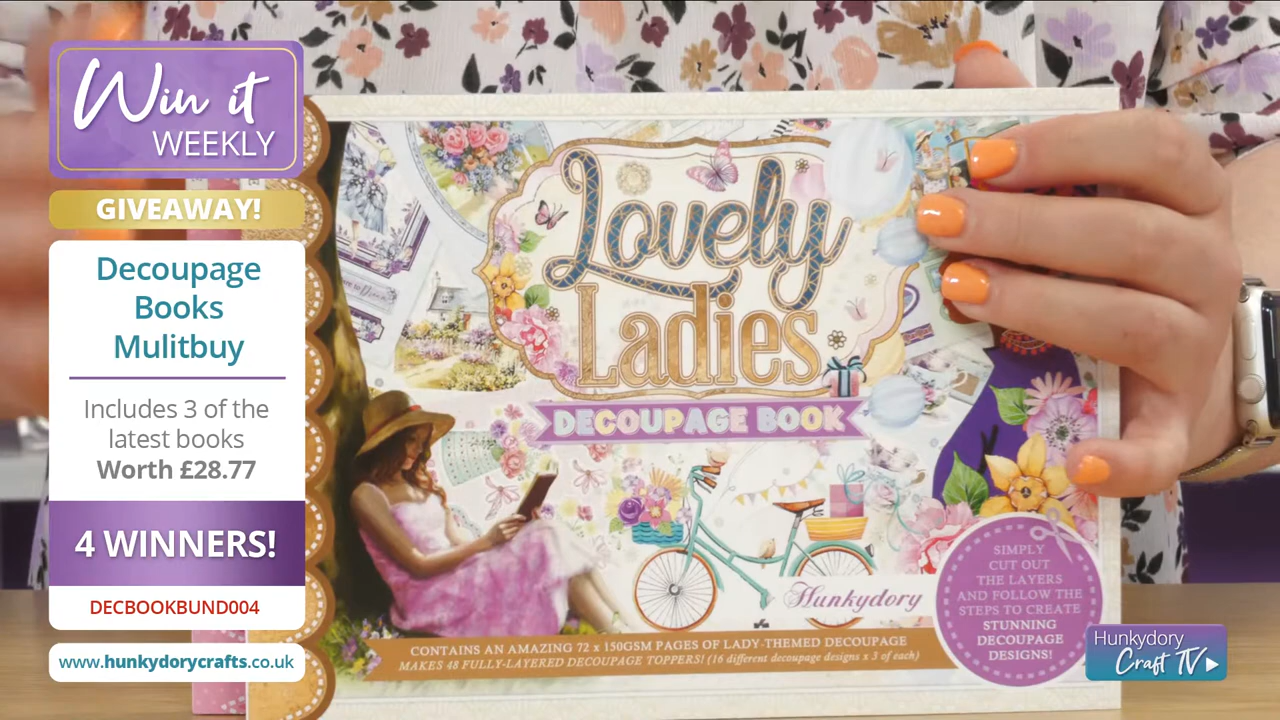 Win it
WEEKLY
GIVEAWAY!
Decoupage
Books
Mulitbuy
Includes 3 of the
latest books
Worth £28.77
4 WINNERS!
DECBOOKBUND004
www.hunkydorycrafts.co.uk
Lovely
Ladies
DECOUPAGE BOOK
Hunkydory
SIMPLY
CUT OUT
THE LAYERS
AND FOLLOW THE
STEPS TO CREATE
STUNNING
DECOUPAGE
DESIGNS!
CONTAINS AN AMAZING 72 x 150GSM PAGES OF LADY-THEMED DECOUPAGE
MAKES 48 FULLY-LAYERED DECOUPAGE TOPPERS! (16 different decoupage designs x 3 of each)
Hunkydory
Craft TV